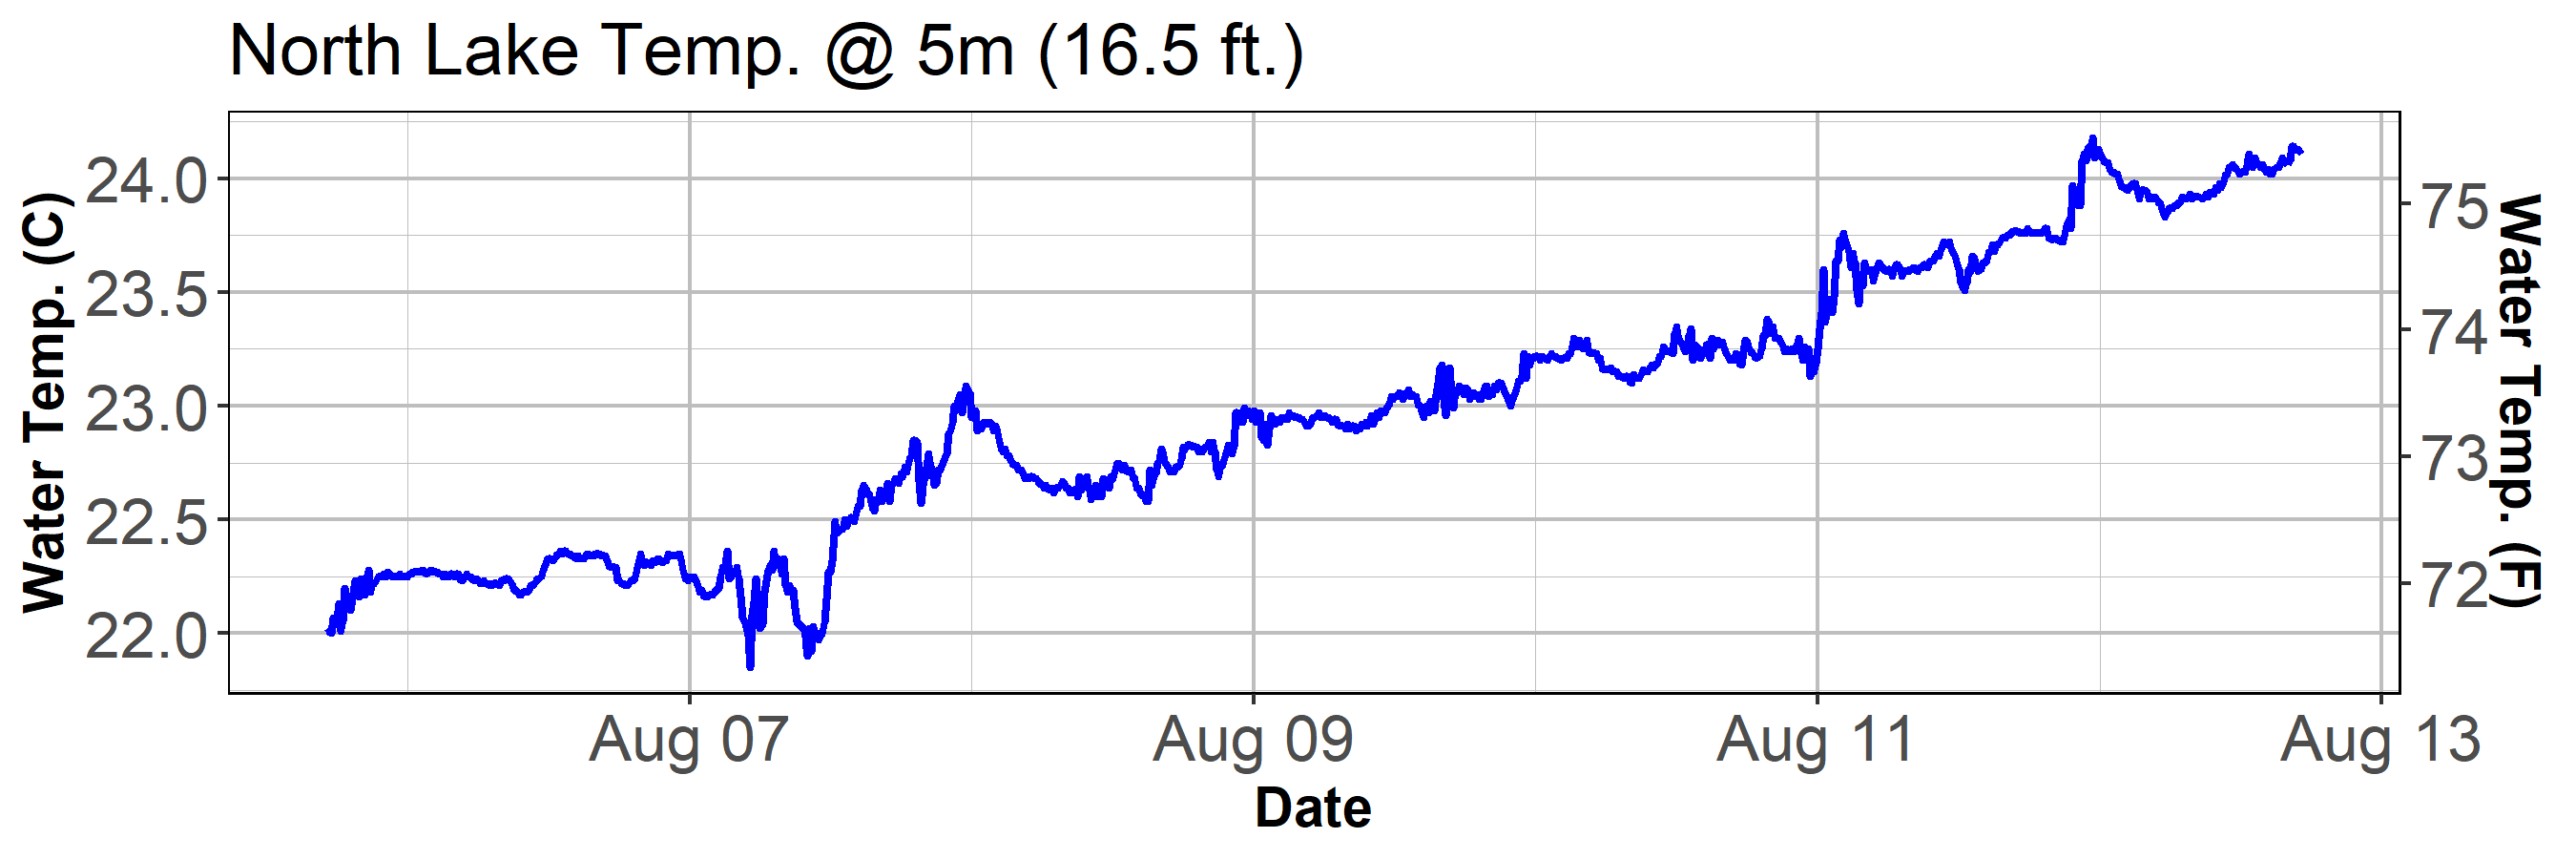 North Lake Temp. @ 5m (16.5 ft.)
Water Temp. (C)
24.0
23.5
23.0
22.5
22.0
75
74
73
72
Water Temp. (F)
Aug 07 Aug 09 Aug 11 Aug 13
Date